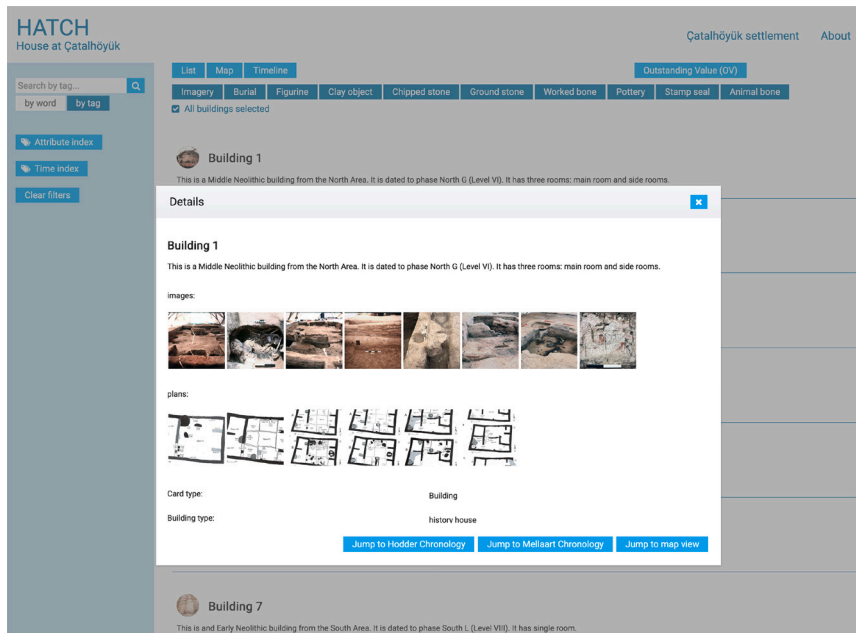 HATCH
House at Çatalhöyük
Çatalhöyük settlement About
List Map Timeline Outstanding Value (OV)
Search by tag...
by word by tag
Imagery Burial Figurine Clay object Chipped stone Ground stone Worked bone Pottery Stamp seal Animal bone
All buildings selected
Attribute index
Time index
Clear filters
Building 1
This is a Middle Neolithic building from the North Area. It is dated to phase North G (Level VI). It has three rooms: main room and side rooms.
Details
Building 1
This is a Middle Neolithic building from the North Area. It is dated to phase North G (Level VI). It has three rooms: main room and side rooms.
images:
plans:
Card type: Building
Building type: history house
Jump to Hodder Chronology Jump to Mellaart Chronology Jump to map view
Building 7
This is and Early Neolithic building from the South Area. It is dated to phase South L (Level VIII). It has single room.